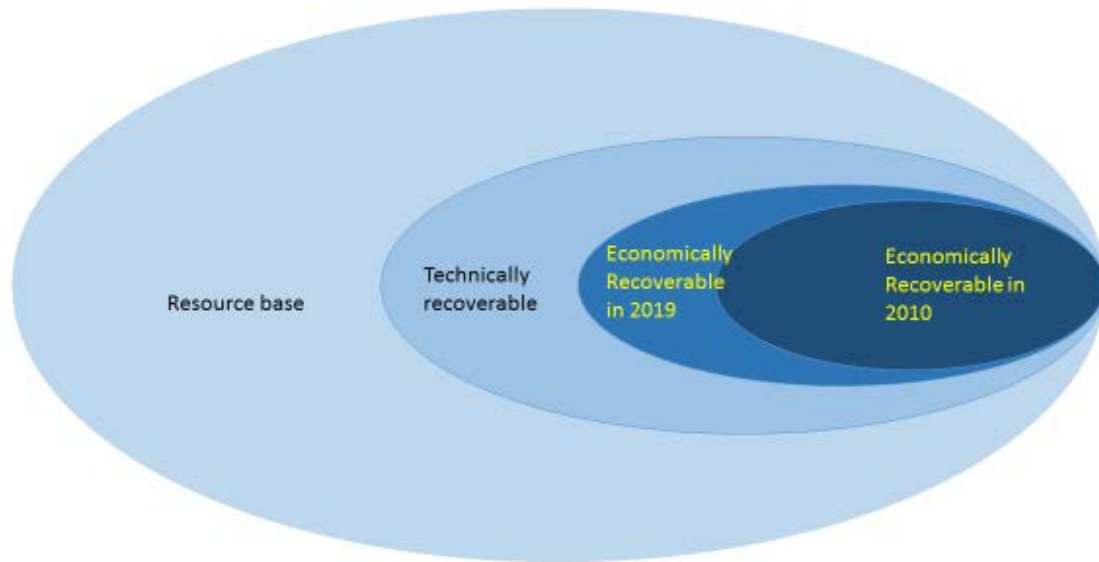 Resource base
Technically
recoverable
Economically
Recoverable
in 2019
Economically
Recoverable in
2010